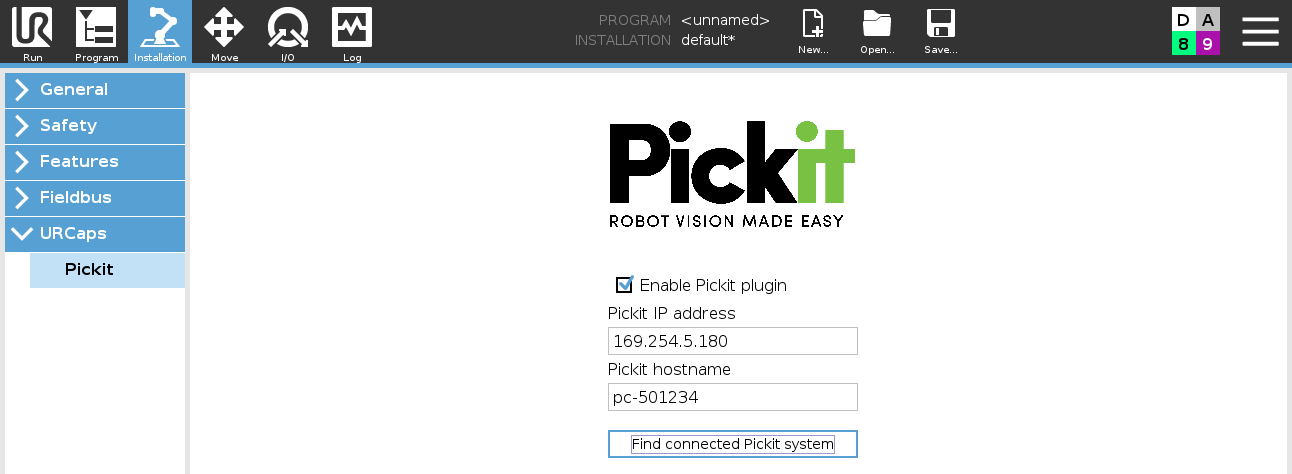 PROGRAM <unnamed>
INSTALLATION default*
Run Program Installation Move I/O Log New... Open... Save...
D A
8 9
General
Safety
Features
Fieldbus
URCaps
Pickit
Pickit
ROBOT VISION MADE EASY
Enable Pickit plugin
Pickit IP address
169.254.5.180
Pickit hostname
pc-501234
Find connected Pickit system